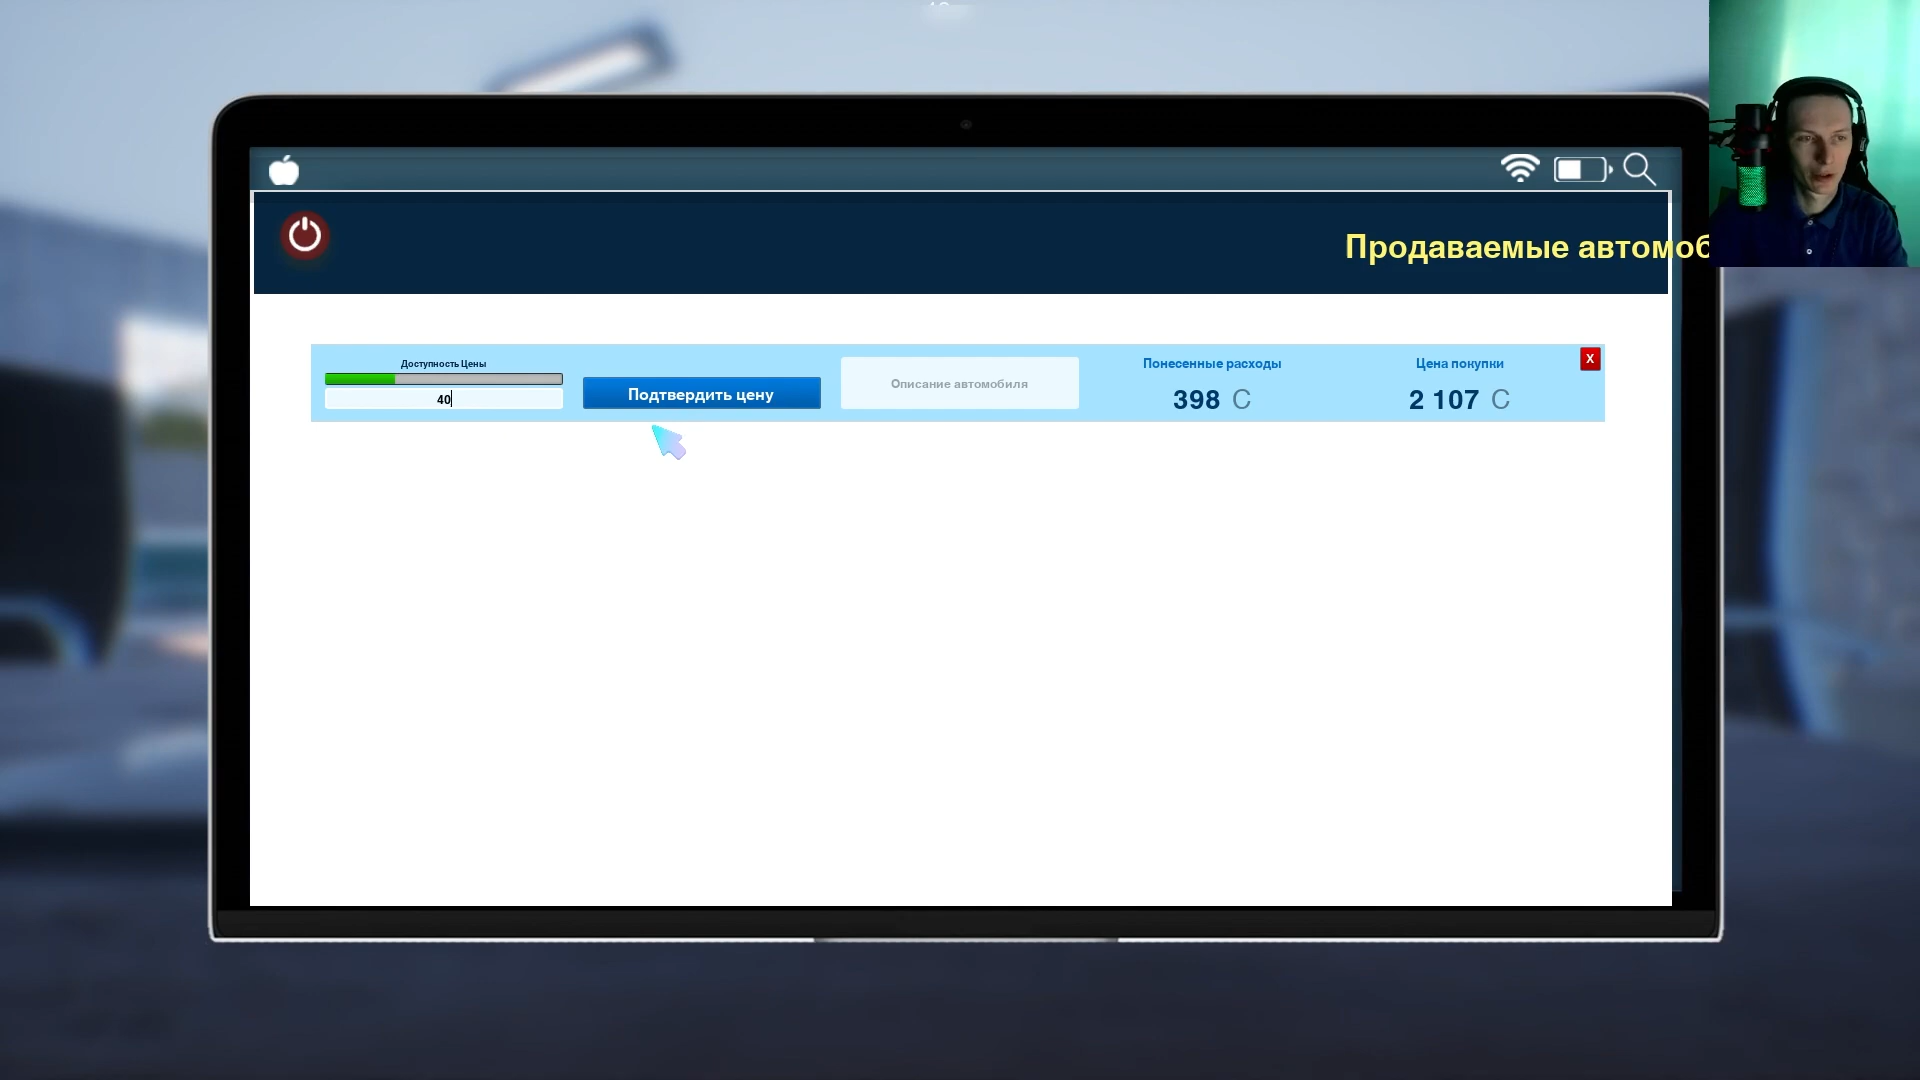 Продаваемые автомоб
Доступность Цены
40
Подтвердить цену
Описание автомобиля
Понесенные расходы
398 C
Цена покупки
2 107 C
X